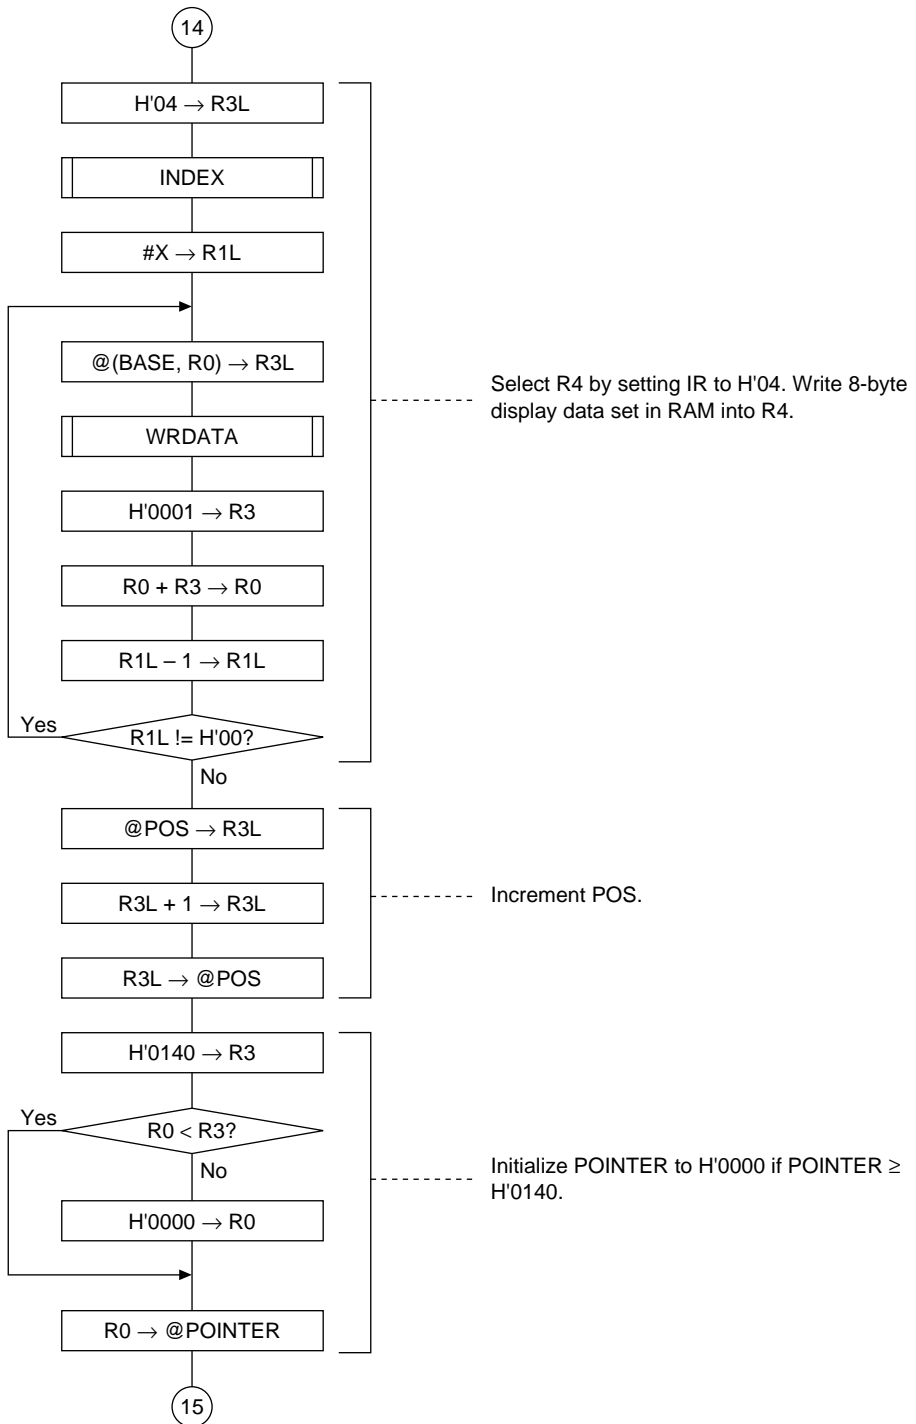 14
H'04 → R3L
INDEX
#X → R1L
@(BASE, R0) → R3L
Select R4 by setting IR to H'04. Write 8-byte
display data set in RAM into R4.
WRDATA
H'0001 → R3
R0 + R3 → R0
R1L – 1 → R1L
Yes
R1L != H'00?
No
@POS → R3L
R3L + 1 → R3L
Increment POS.
R3L → @POS
H'0140 → R3
Yes
R0 < R3?
No
Initialize POINTER to H'0000 if POINTER ≥
H'0140.
H'0000 → R0
R0 → @POINTER
15